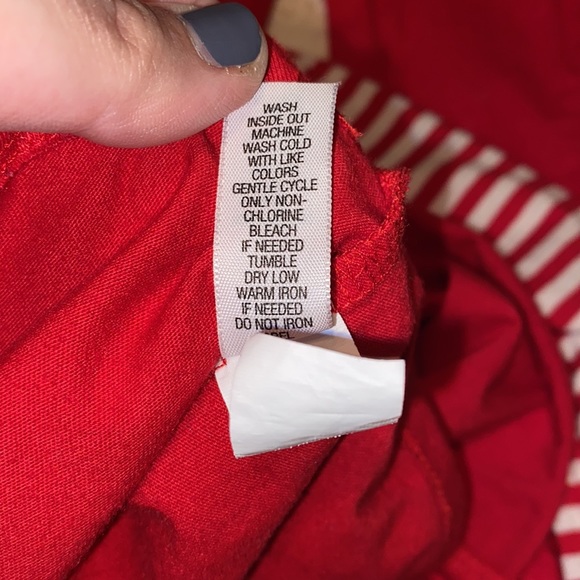 WASH
INSIDE OUT
MACHINE
WASH COLD
WITH LIKE
COLORS
GENTLE CYCLE
ONLY NON-
CHLORINE
BLEACH
IF NEEDED
TUMBLE
DRY LOW
WARM IRON
IF NEEDED
DO NOT IRON